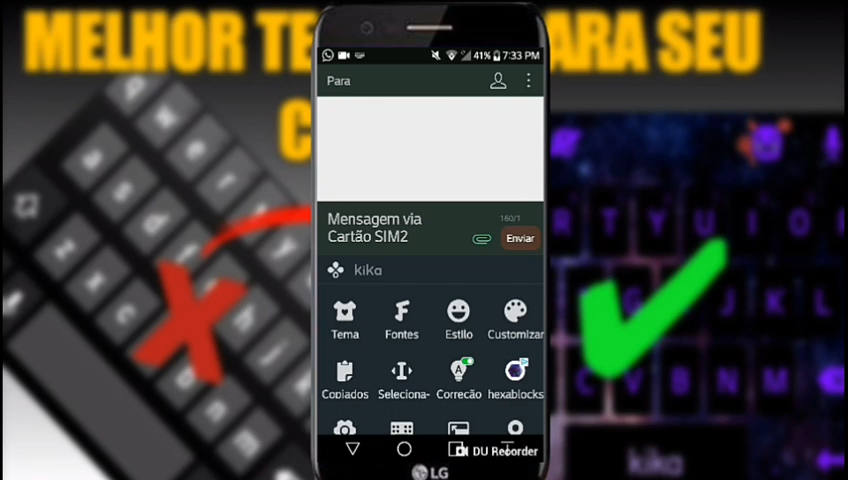 MELHOR TE
ARA SEU
C
41% 7:33 PM
Para
Mensagem via
Cartão SIM2
160/1
Enviar
kika
Tema Fontes Estilo Customizar
Copiados Seleciona- Correcão hexablocks
DU Recorder
LG
R T Y U I O
G J K L
C V B N M
kika